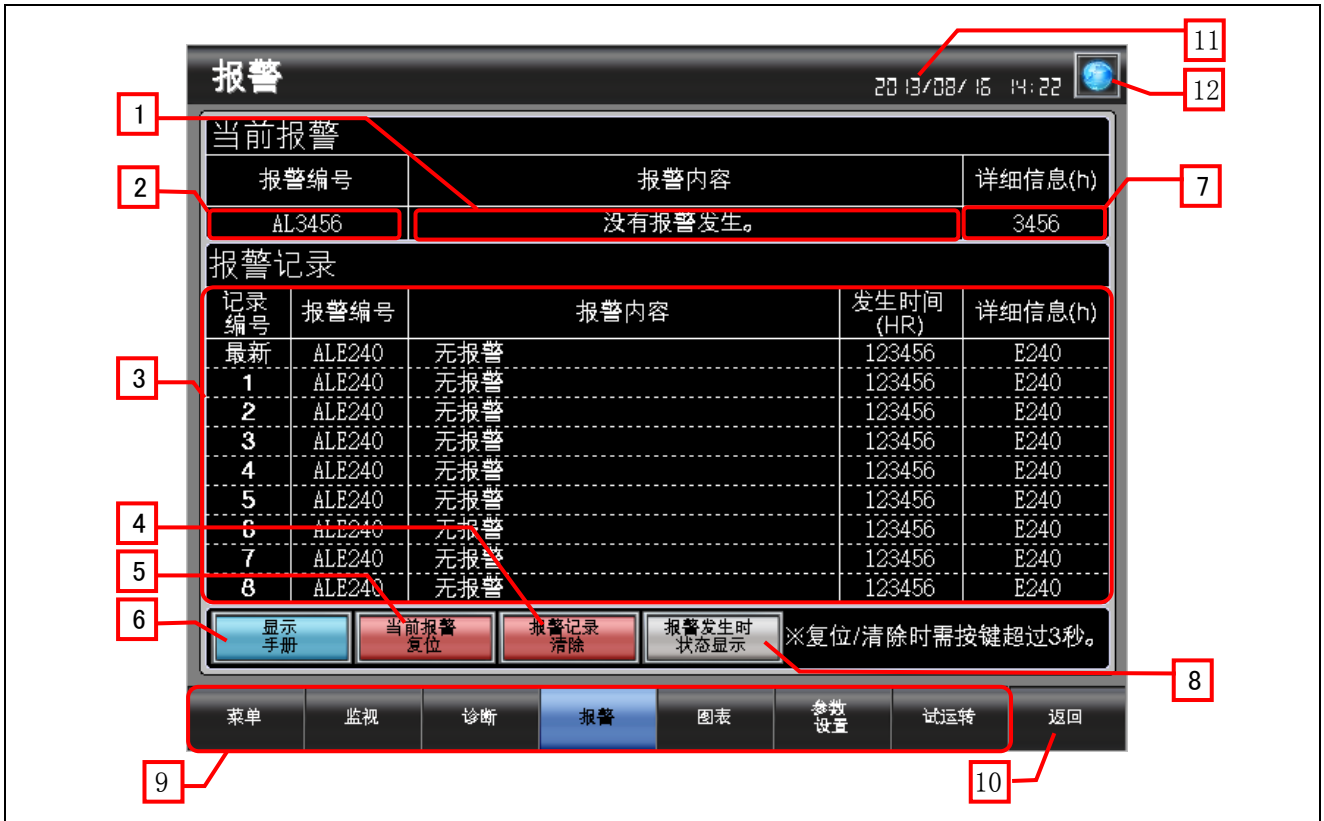 11
报警
2013/08/16 14:22
12
1
当前报警
报警编号 报警内容 详细信息(h)
2
7
AL3456 没有报警发生。 3456
报警记录
记录
编号 报警编号 报警内容 发生时间
(HR) 详细信息(h)
最新 ALE240 无报警 123456 E240
3
1 ALE240 无报警 123456 E240
2 ALE240 无报警 123456 E240
3 ALE240 无报警 123456 E240
4 ALE240 无报警 123456 E240
5 ALE240 无报警 123456 E240
4
6 ALE240 无报警 123456 E240
7 ALE240 无报警 123456 E240
5
8 ALE240 无报警 123456 E240
6
显示
手册
当前报警
复位
报警记录
清除
报警发生时
状态显示
※复位/清除时需按键超过3秒。
8
菜单 监视 诊断 报警 图表 参数
设置 试运转 返回
9
10